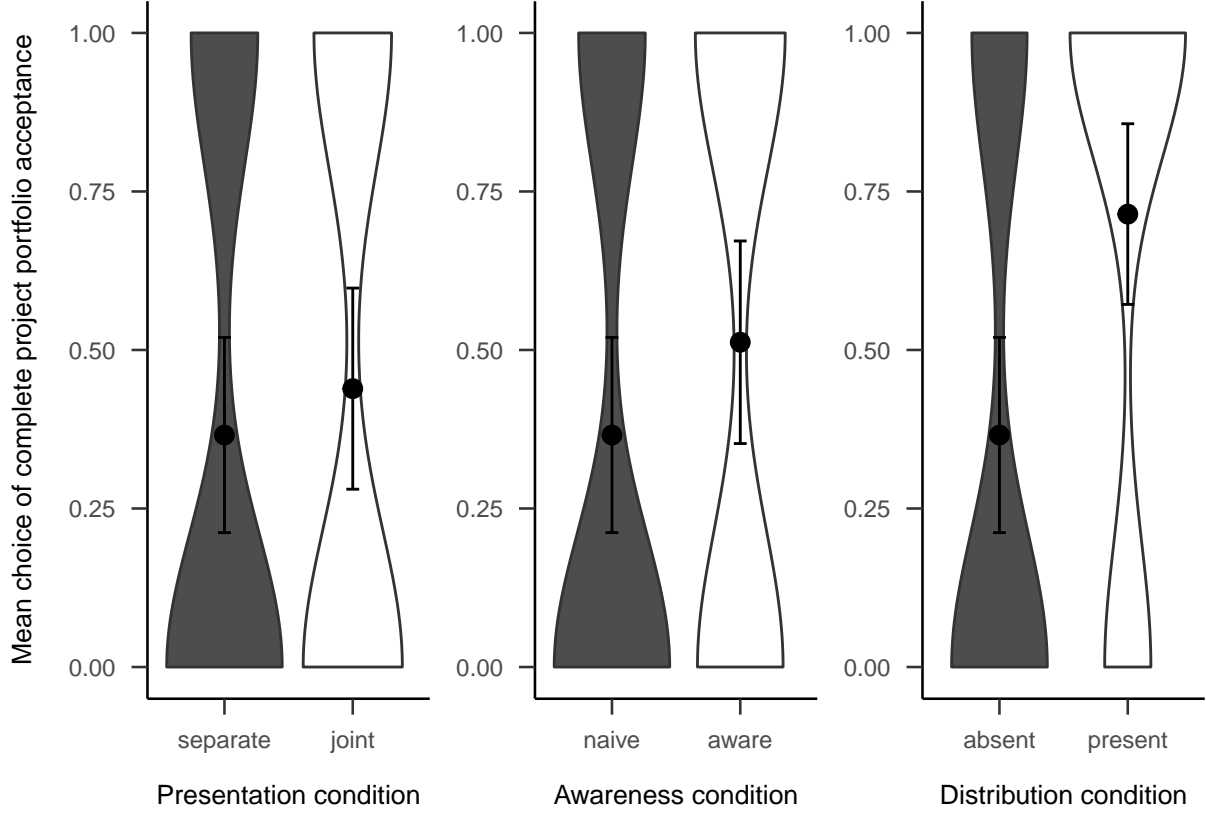 Mean choice of complete project portfolio acceptance
1.00
0.75
0.50
0.25
0.00
separate
joint
Presentation condition
1.00
0.75
0.50
0.25
0.00
naive
aware
Awareness condition
1.00
0.75
0.50
0.25
0.00
absent
present
Distribution condition